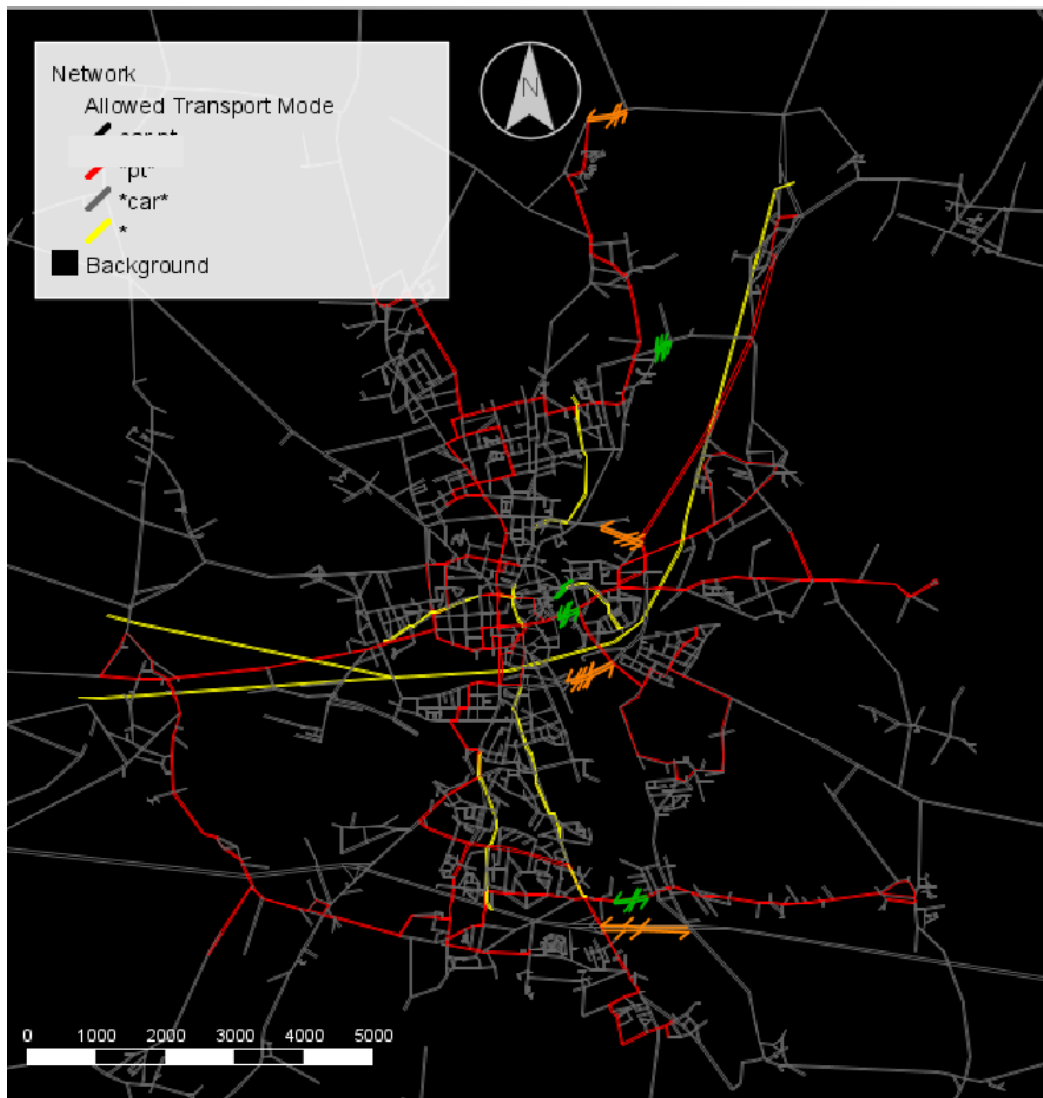 Network
Allowed Transport Mode
*pt*
*car*
*
Background
N
0 1000 2000 3000 4000 5000